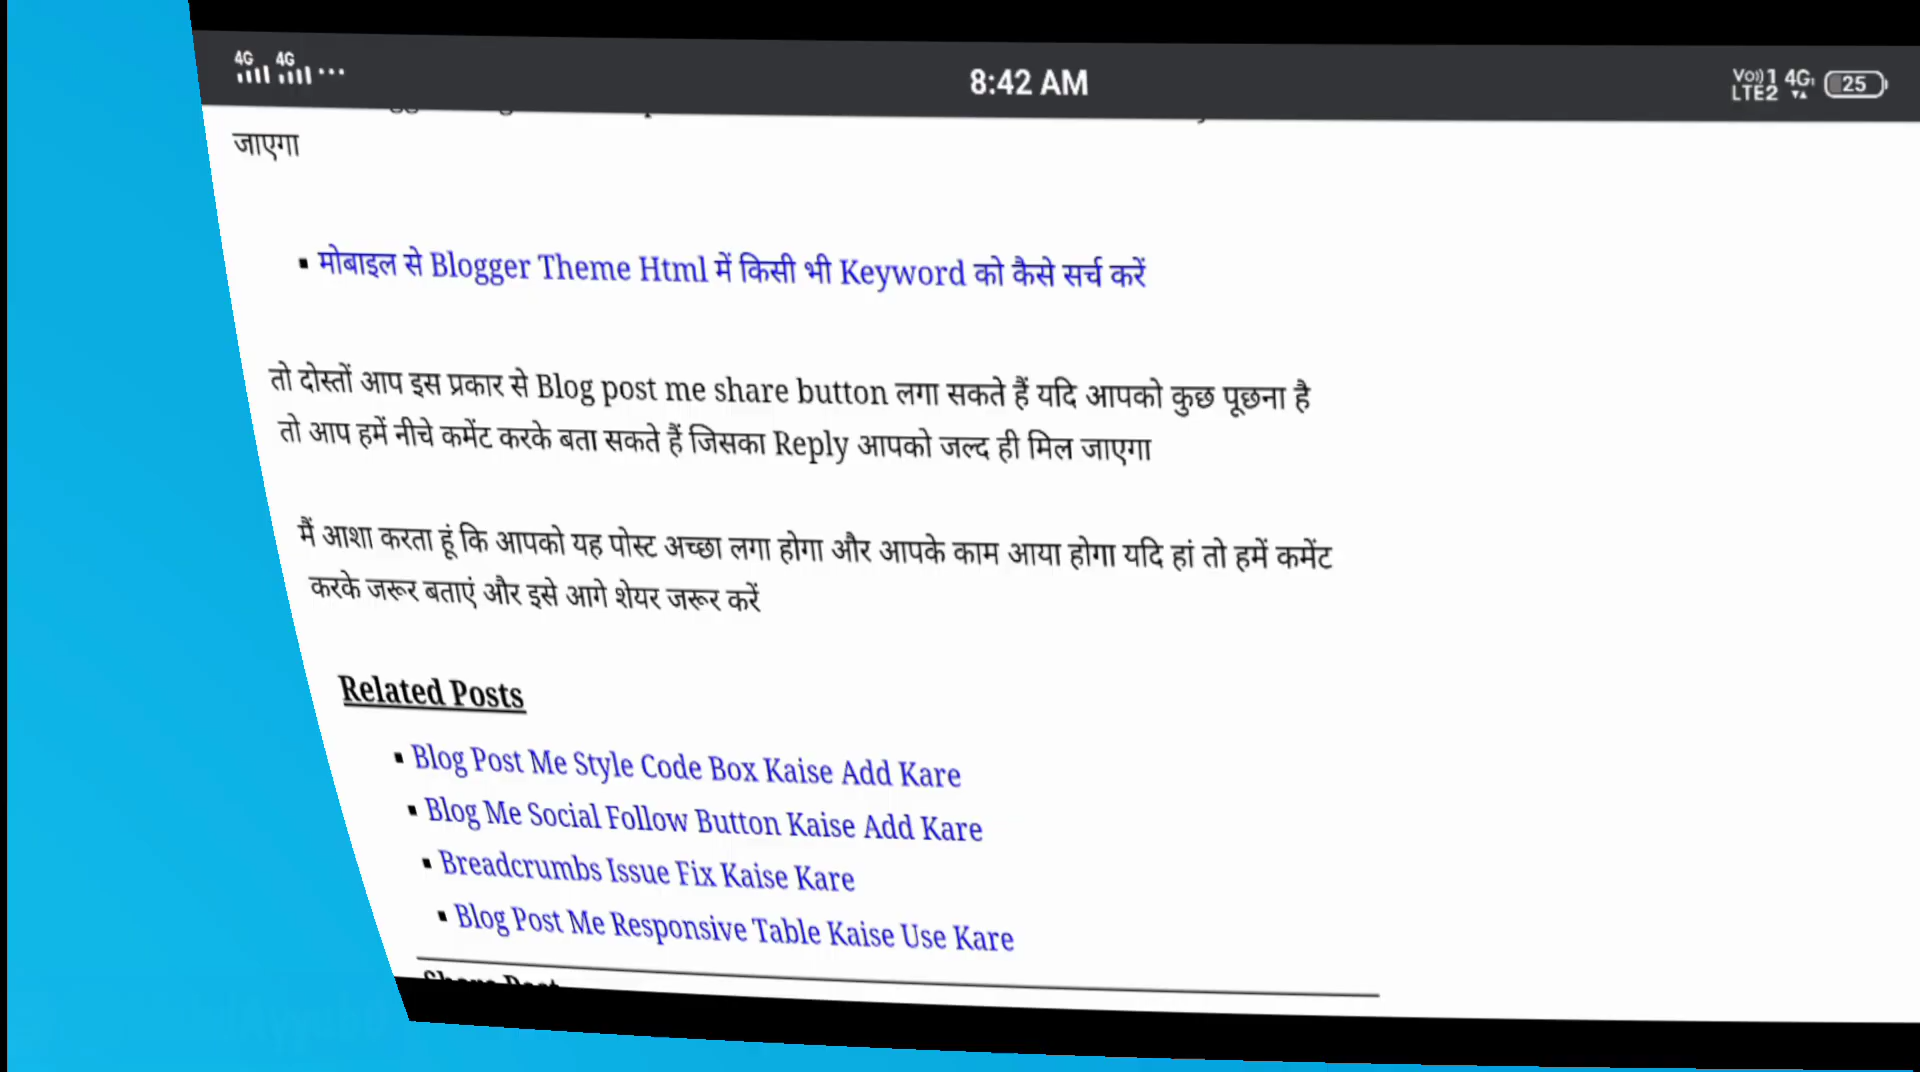 4G 4G
8:42 AM
Vo) 1 4G
LTE2
25
जाएगा
▪ मोबाइल से Blogger Theme Html में किसी भी Keyword को कैसे सर्च करें
तो दोस्तों आप इस प्रकार से Blog post me share button लगा सकते हैं यदि आपको कुछ पूछना है
तो आप हमें नीचे कमेंट करके बता सकते हैं जिसका Reply आपको जल्द ही मिल जाएगा
मैं आशा करता हूं कि आपको यह पोस्ट अच्छा लगा होगा और आपके काम आया होगा यदि हां तो हमें कमेंट
करके जरूर बताएं और इसे आगे शेयर जरूर करें
Related Posts
▪ Blog Post Me Style Code Box Kaise Add Kare
▪ Blog Me Social Follow Button Kaise Add Kare
▪ Breadcrumbs Issue Fix Kaise Kare
▪ Blog Post Me Responsive Table Kaise Use Kare
Share Post